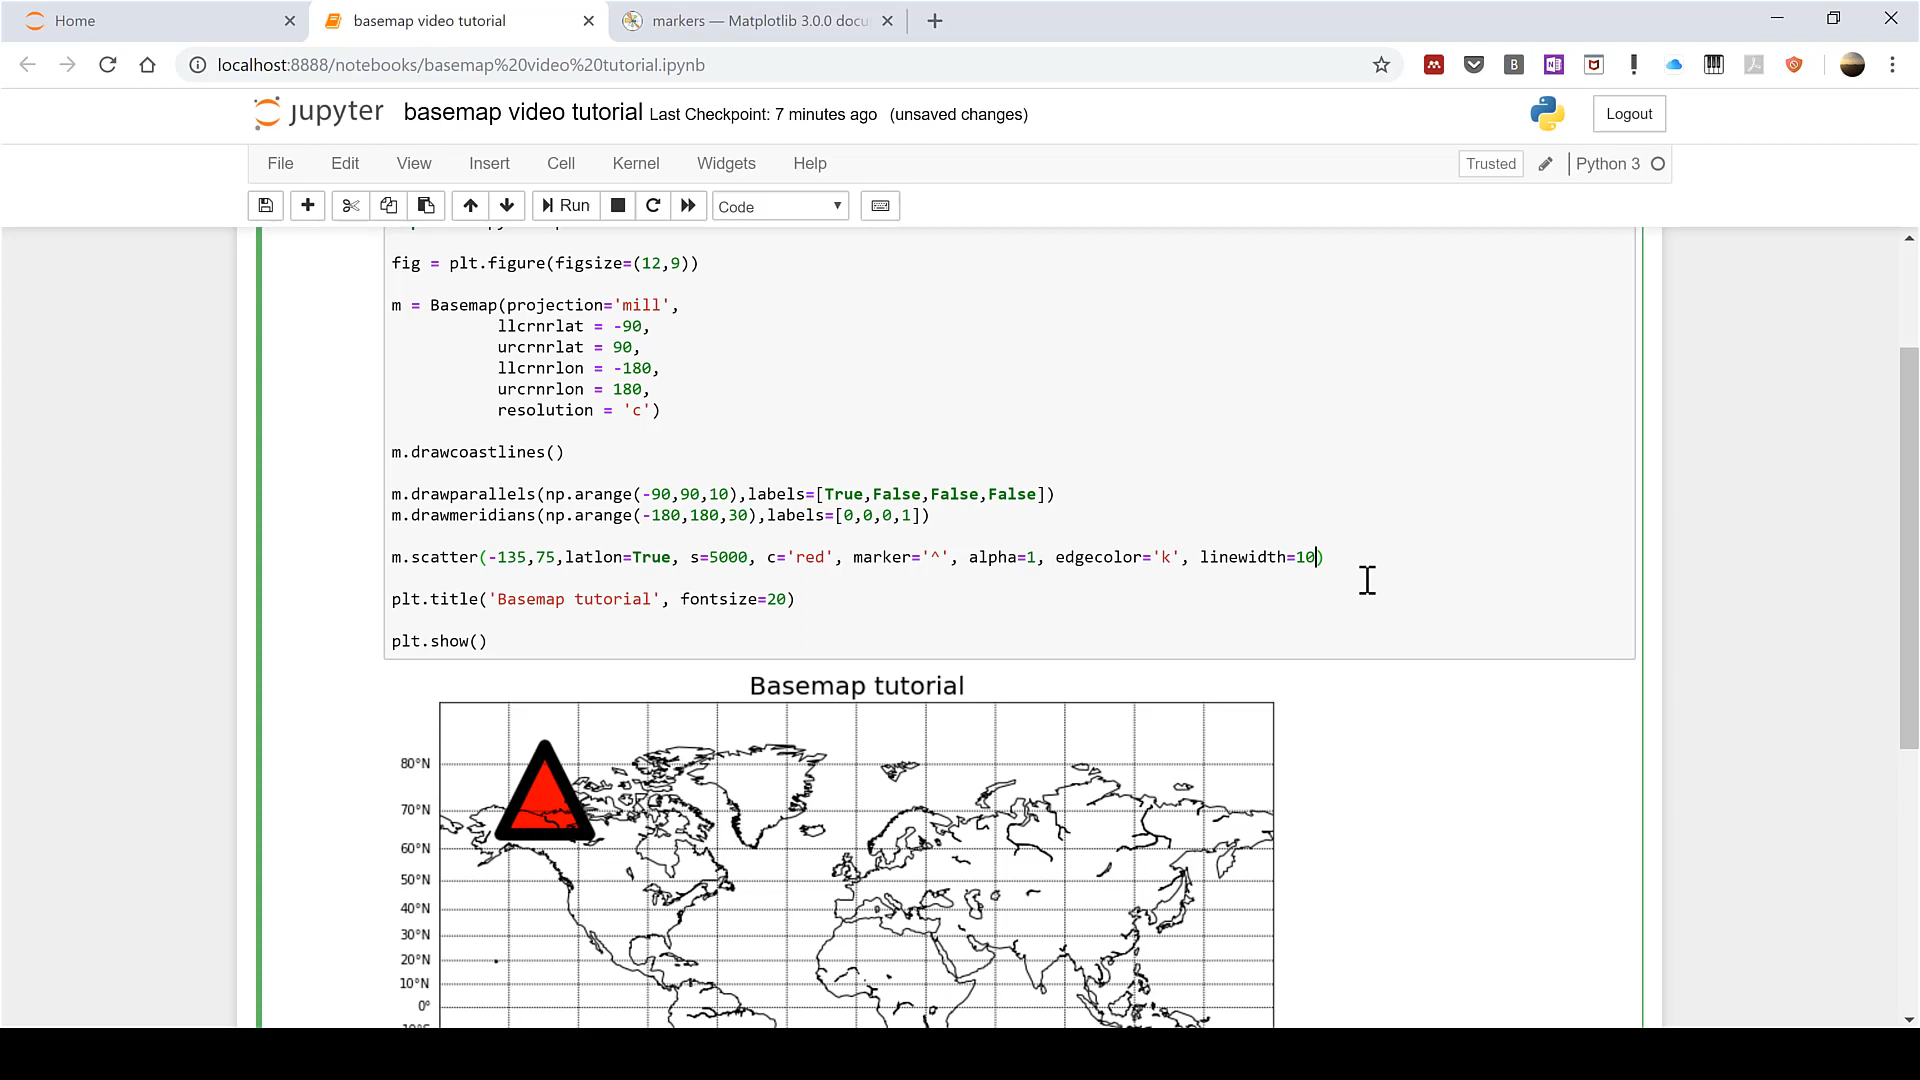 Home
basemap video tutorial
markers — Matplotlib 3.0.0 docu
localhost:8888/notebooks/basemap%20video%20tutorial.ipynb
jupyter basemap video tutorial Last Checkpoint: 7 minutes ago (unsaved changes)
Logout
File Edit View Insert Cell Kernel Widgets Help
Trusted
Python 3
Run
Code
fig = plt.figure(figsize=(12,9))
m = Basemap(projection='mill',
llcrnrlat = -90,
urcrnrlat = 90,
llcrnrlon = -180,
urcrnrlon = 180,
resolution = 'c')
m.drawcoastlines()
m.drawparallels(np.arange(-90,90,10),labels=[True,False,False,False])
m.drawmeridians(np.arange(-180,180,30),labels=[0,0,0,1])
m.scatter(-135,75,latlon=True, s=5000, c='red', marker='^', alpha=1, edgecolor='k', linewidth=10)
plt.title('Basemap tutorial', fontsize=20)
plt.show()
Basemap tutorial
80°N
70°N
60°N
50°N
40°N
30°N
20°N
10°N
0°